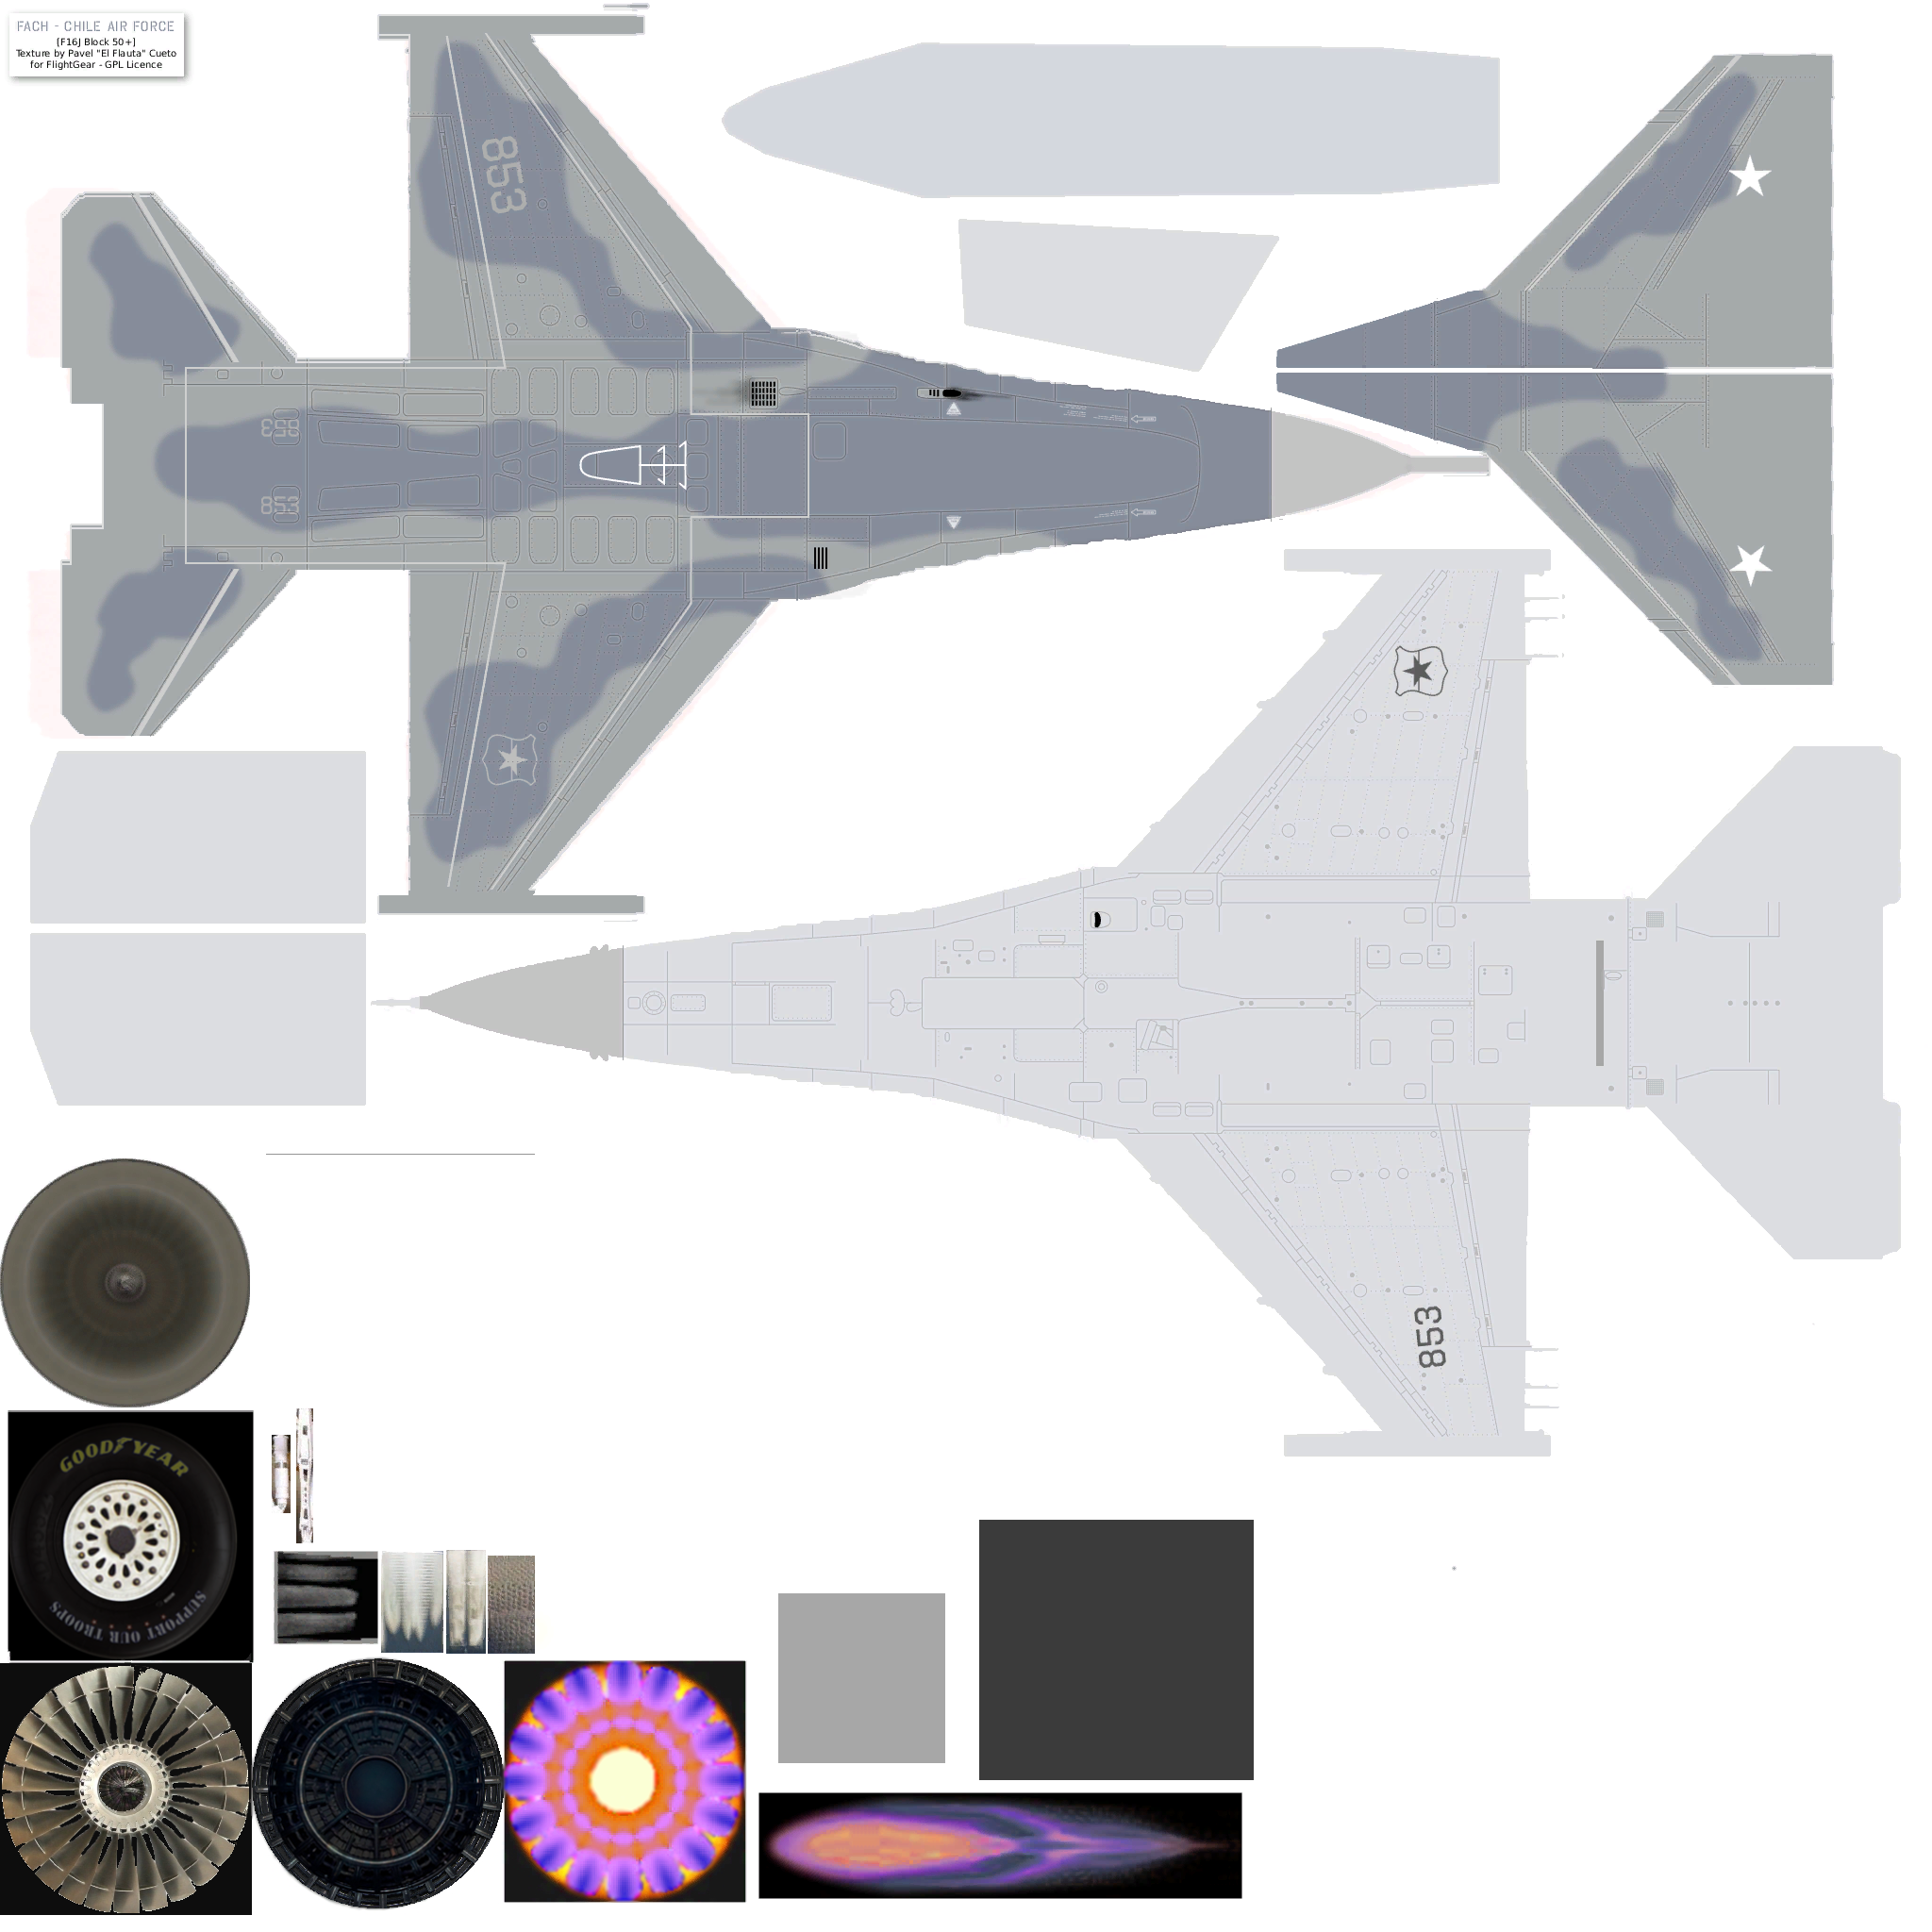 FACH - CHILE AIR FORCE
[F16J Block 50+]
Texture by Pavel "El Flauta" Cueto
for FlightGear - GPL Licence
853
853
853
853
GOODYEAR
SUPPORT OUR TROOPS